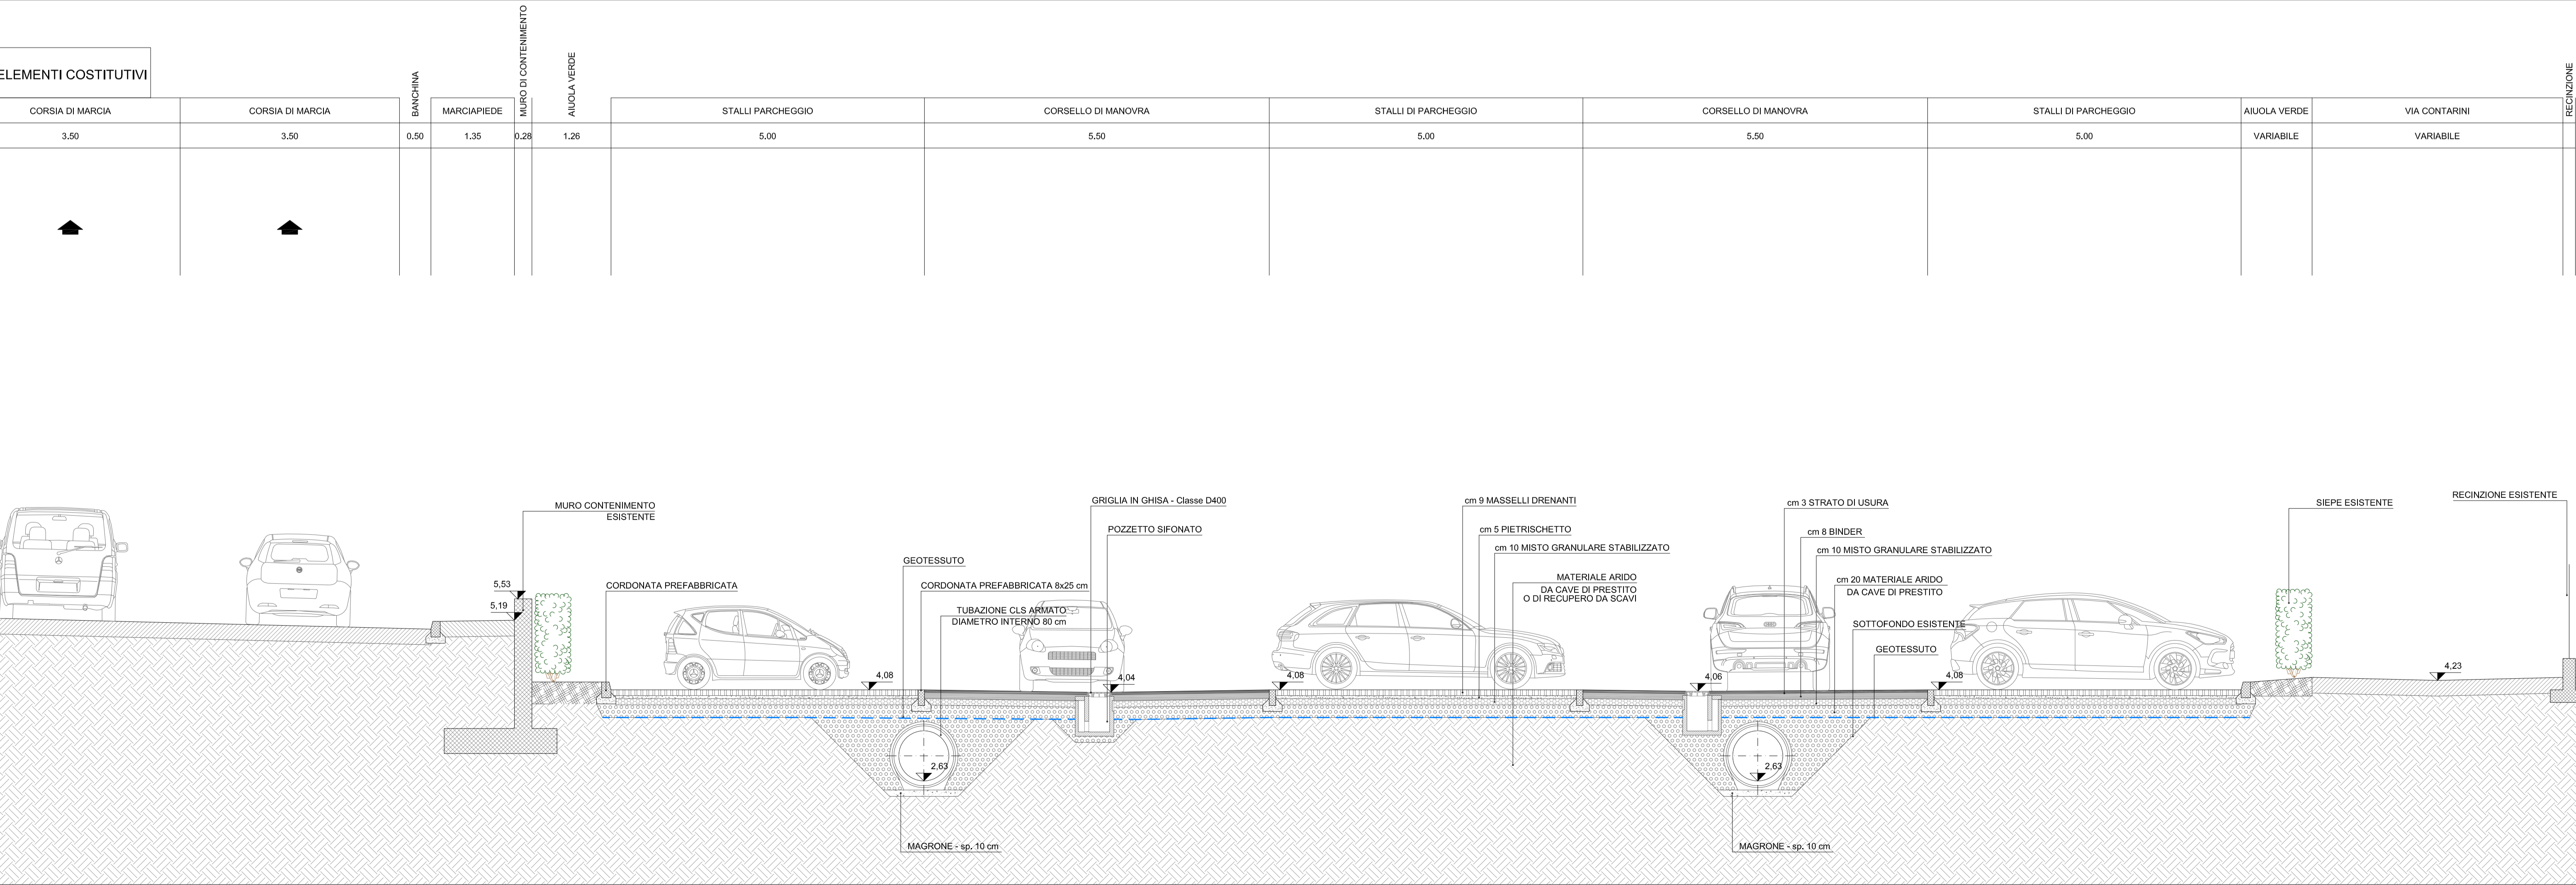 ELEMENTI COSTITUTIVI
BANCHINA
MURO DI CONTENIMENTO
AIUOLA VERDE
RECINZIONE
CORSIA DI MARCIA
CORSIA DI MARCIA
MARCIAPIEDE
STALLI PARCHEGGIO
CORSELLO DI MANOVRA
STALLI DI PARCHEGGIO
CORSELLO DI MANOVRA
STALLI DI PARCHEGGIO
AIUOLA VERDE
VIA CONTARINI
3.50
3.50
0.50
1.35
0.28
1.26
5.00
5.50
5.00
5.50
5.00
VARIABILE
VARIABILE
MURO CONTENIMENTO
ESISTENTE
5,53
5,19
CORDONATA PREFABBRICATA
GEOTESSUTO
CORDONATA PREFABBRICATA 8x25 cm
TUBAZIONE CLS ARMATO
DIAMETRO INTERNO 80 cm
GRIGLIA IN GHISA - Classe D400
POZZETTO SIFONATO
4,08
4,04
4,08
cm 9 MASSELLI DRENANTI
cm 5 PIETRISCHETTO
cm 10 MISTO GRANULARE STABILIZZATO
MATERIALE ARIDO
DA CAVE DI PRESTITO
O DI RECUPERO DA SCAVI
cm 3 STRATO DI USURA
cm 8 BINDER
cm 10 MISTO GRANULARE STABILIZZATO
cm 20 MATERIALE ARIDO
DA CAVE DI PRESTITO
SOTTOFONDO ESISTENTE
GEOTESSUTO
4,06
4,08
SIEPE ESISTENTE
RECINZIONE ESISTENTE
4,23
2,63
2,63
MAGRONE - sp. 10 cm
MAGRONE - sp. 10 cm